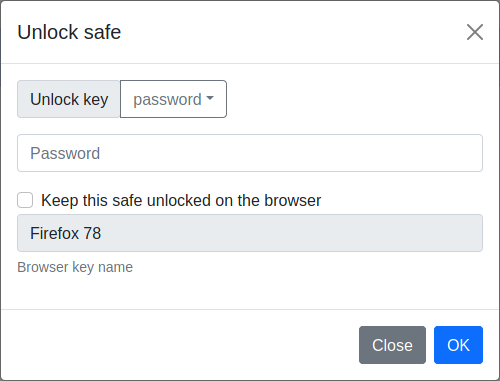 Unlock safe
Unlock key password
Password
Keep this safe unlocked on the browser
Firefox 78
Browser key name
Close OK